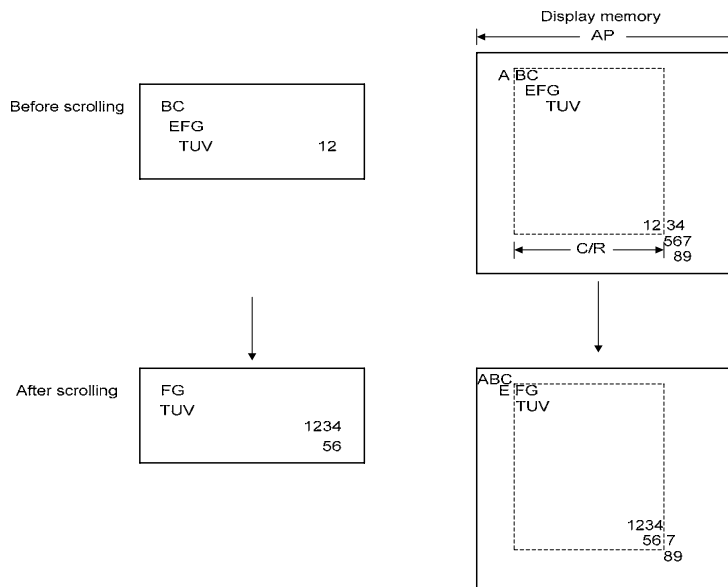 Display memory
AP
Before scrolling
BC
EFG
TUV 12
A BC
EFG
TUV
12 34
567
89
C/R
After scrolling
FG
TUV
1234
56
ABC
E FG
TUV
1234
56 7
89